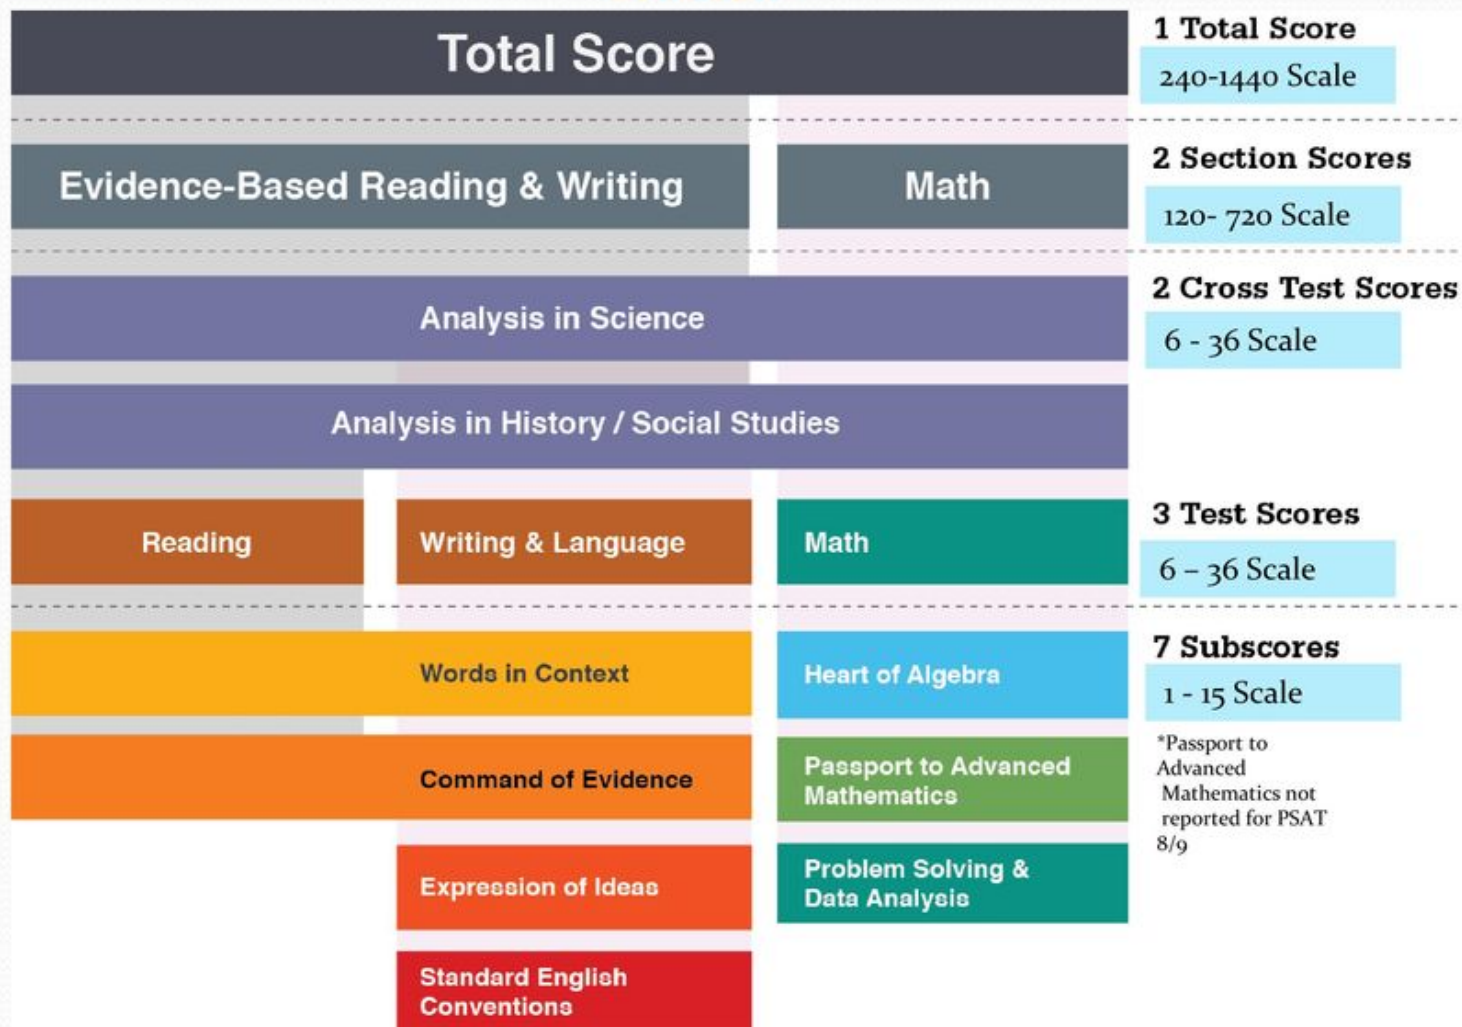 Total Score
1 Total Score
240-1440 Scale
Evidence-Based Reading & Writing
Math
2 Section Scores
120- 720 Scale
Analysis in Science
2 Cross Test Scores
6 - 36 Scale
Analysis in History / Social Studies
Reading
Writing & Language
Math
3 Test Scores
6 – 36 Scale
Words in Context
Heart of Algebra
7 Subscores
1 - 15 Scale
Command of Evidence
Passport to Advanced
Mathematics
*Passport to
Advanced
Mathematics not
reported for PSAT
8/9
Expression of Ideas
Problem Solving &
Data Analysis
Standard English
Conventions